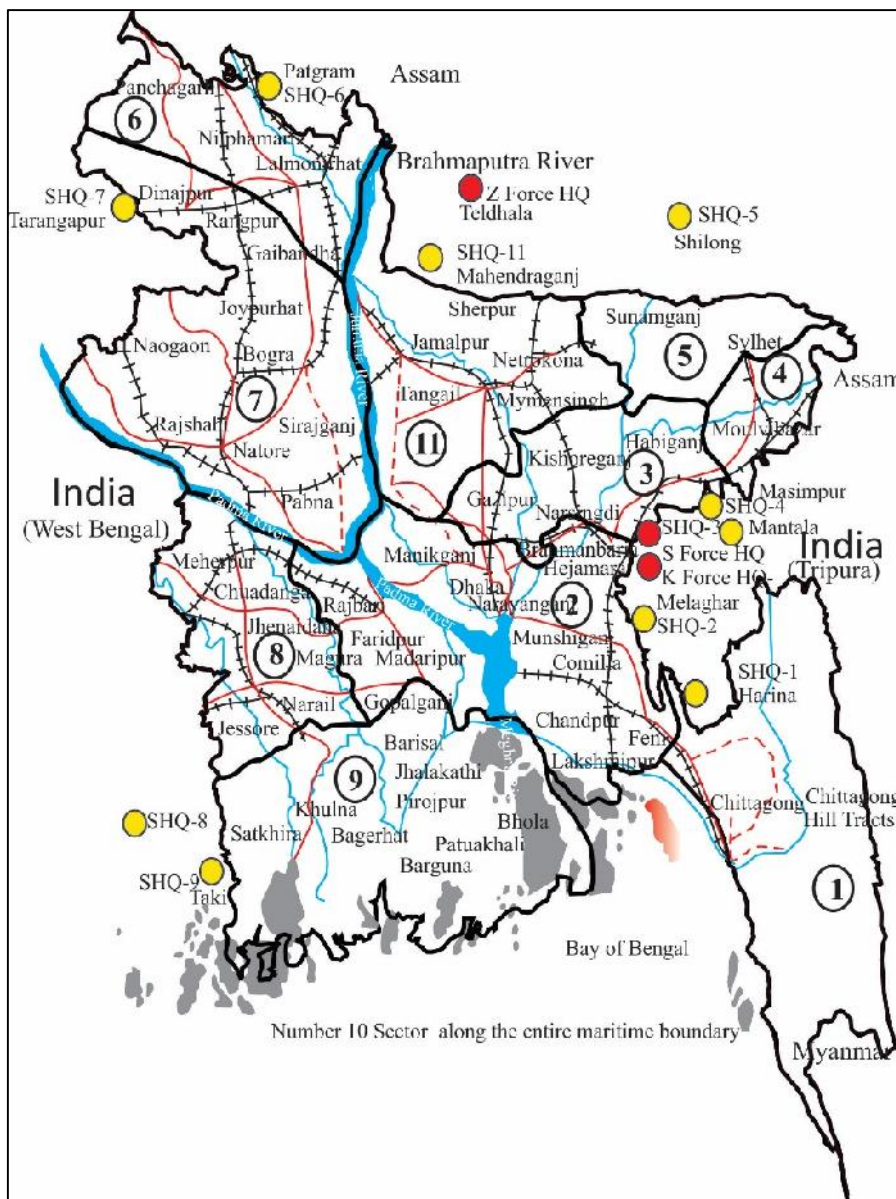 Patgram
SHQ-6
Assam
Panchagarh
6
Nilphamari
Lalmonirhat
Brahmaputra River
Z Force HQ
Teldhala
SHQ-7
Tarangapur
Dinajpur
Rangpur
SHQ-5
Shilong
Gaibandha
SHQ-11
Mahendraganj
Sherpur
Joypurhat
Sunamganj
Naogaon
Bogra
Jamalpur
Netrokona
5
Sylhet
4
Assam
7
Sirajganj
Tangail
Mymansingh
Rajshahi
Natore
11
Kishoreganj
Habiganj
Moulvibazar
3
India
(West Bengal)
Pabna
Gazipur
Narsingdi
SHQ-4
Masimpur
Padma River
SHQ-3
Mantala
Meherpur
Manikganj
Brahmanbaria
Hejamara
S Force HQ
K Force HQ-
India
(Tripura)
Chuadanga
Rajbari
Padma River
Dhaka
Narayanganj
2
Melaghar
SHQ-2
Jhenaidaha
8
Magura
Faridpur
Madaripur
Munshiganj
Comilla
SHQ-1
Harina
Narail
Gopalganj
Jessore
Chandpur
Feni
Barisal
Lakshmipur
9
Jhalakathi
Khulna
Pirojpur
Chittagong
Chittagong
Hill Tracts
SHQ-8
Satkhira
Bagerhat
Bhola
Patuakhali
Barguna
SHQ-9
Taki
1
Bay of Bengal
Number 10 Sector along the entire maritime boundary
Myanmar